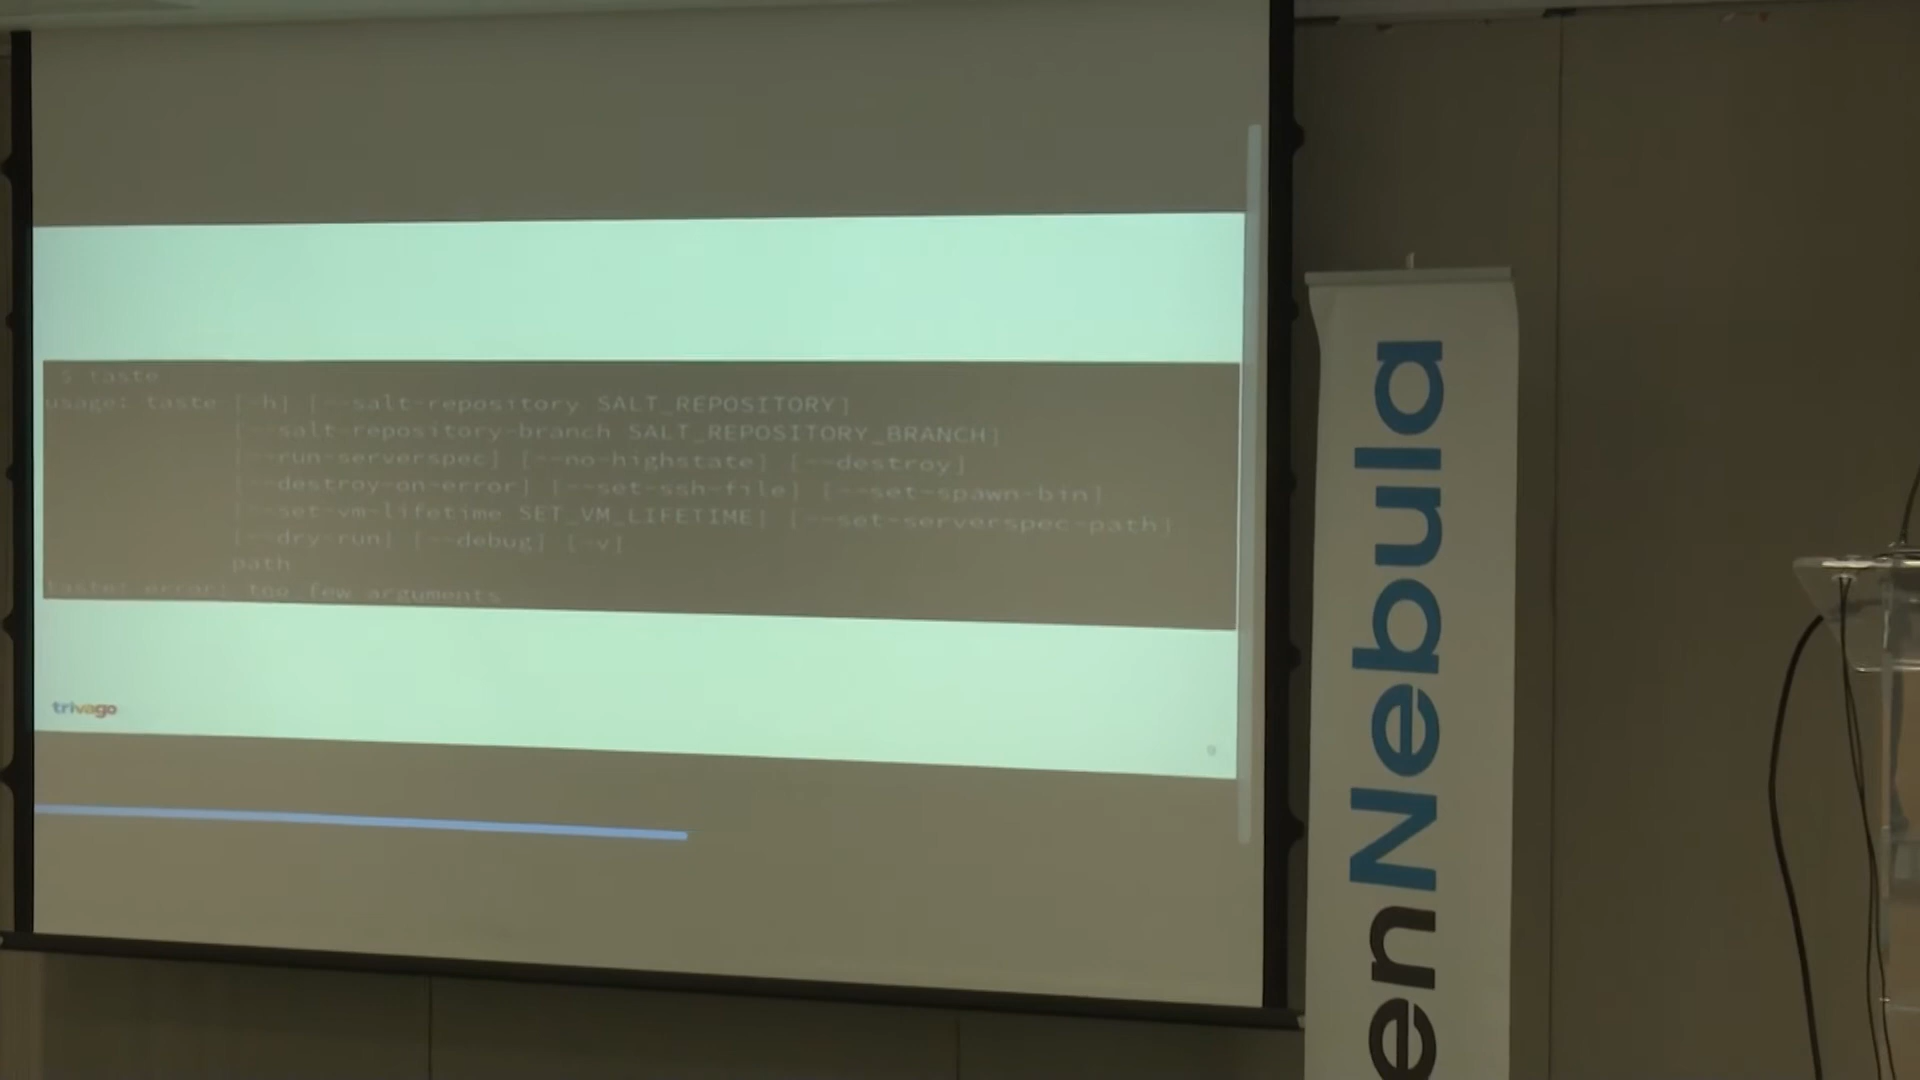 $ taste
usage: taste [-h] [--salt-repository SALT_REPOSITORY]
[--salt-repository-branch SALT_REPOSITORY_BRANCH]
[--run-serverspec] [--no-highstate] [--destroy]
[--destroy-on-error] [--set-ssh-file] [--set-spawn-bin]
[--set-vm-lifetime SET_VM_LIFETIME] [--set-serverspec-path]
[--dry-run] [--debug] [-v]
path
taste: error: too few arguments
trivago
9
enNebula